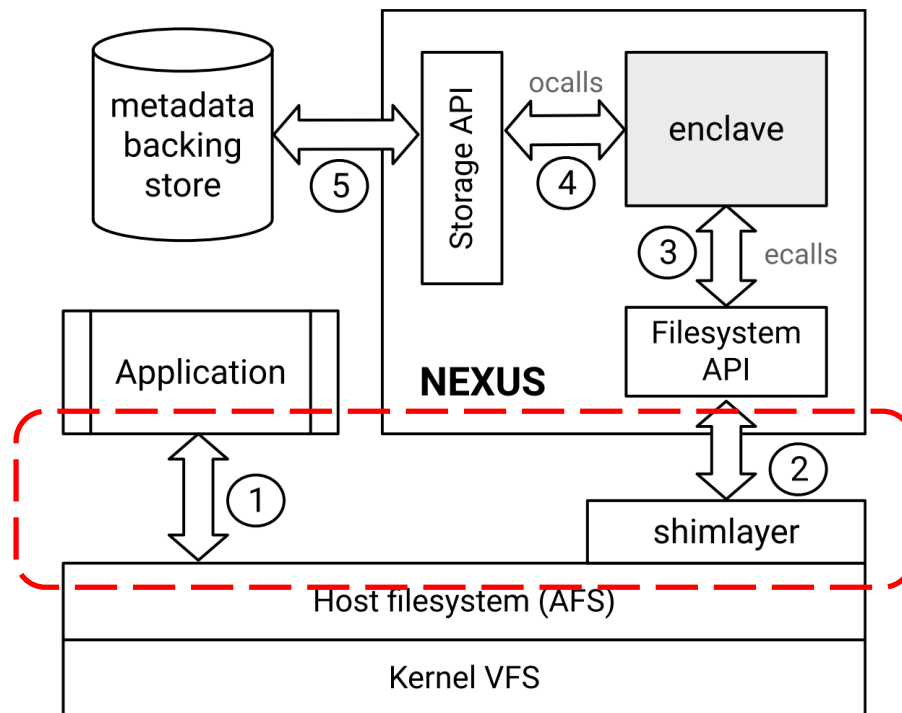 metadata
backing
store
5
Storage API
ocalls
4
enclave
3
ecalls
Filesystem
API
NEXUS
Application
1
2
shimlayer
Host filesystem (AFS)
Kernel VFS